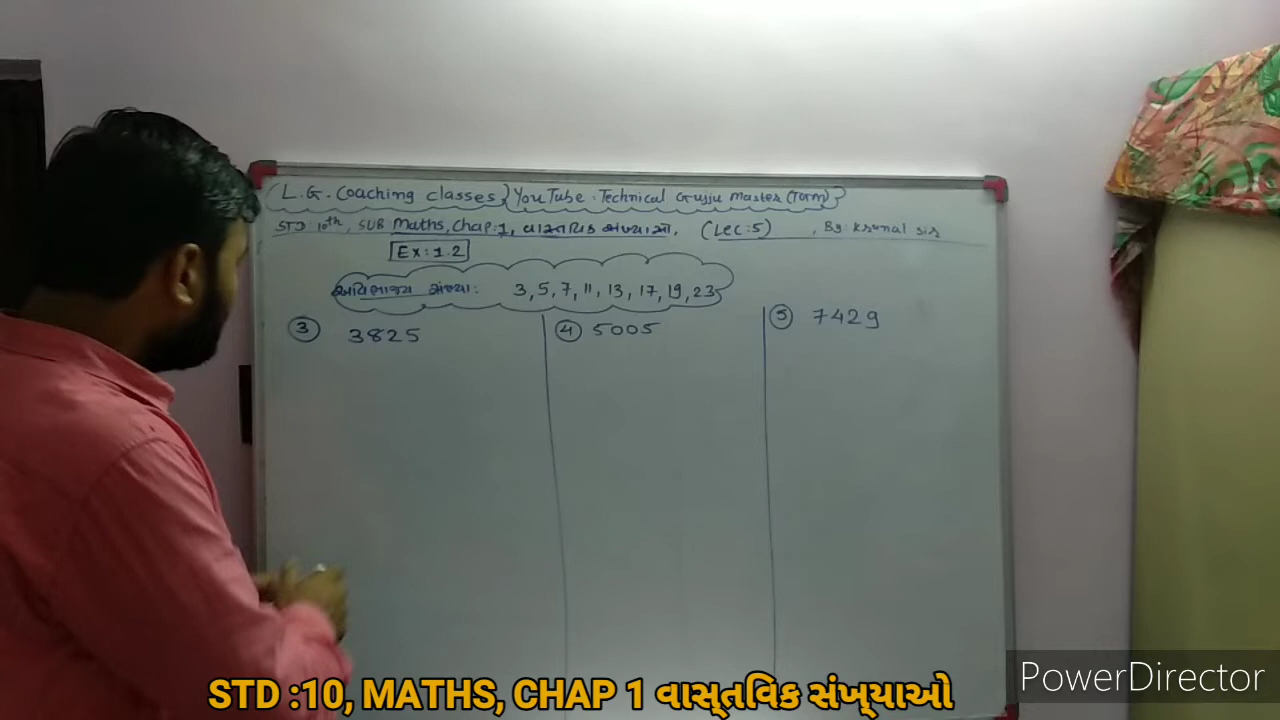 (L.G. Coaching classes) {YouTube: Technical Gujju Master (TGM)}
STD: 10th, SUB Maths, Chap: 1, વાસ્તવિક સંખ્યાઓ, (Lec: 5) , By: Krunal Sir
Ex: 1.2
અવિભાજ્ય સંખ્યા: 3, 5, 7, 11, 13, 17, 19, 23
③ 3825 ④ 5005 ⑤ 7429
STD :10, MATHS, CHAP 1 વાસ્તવિક સંખ્યાઓ
PowerDirector